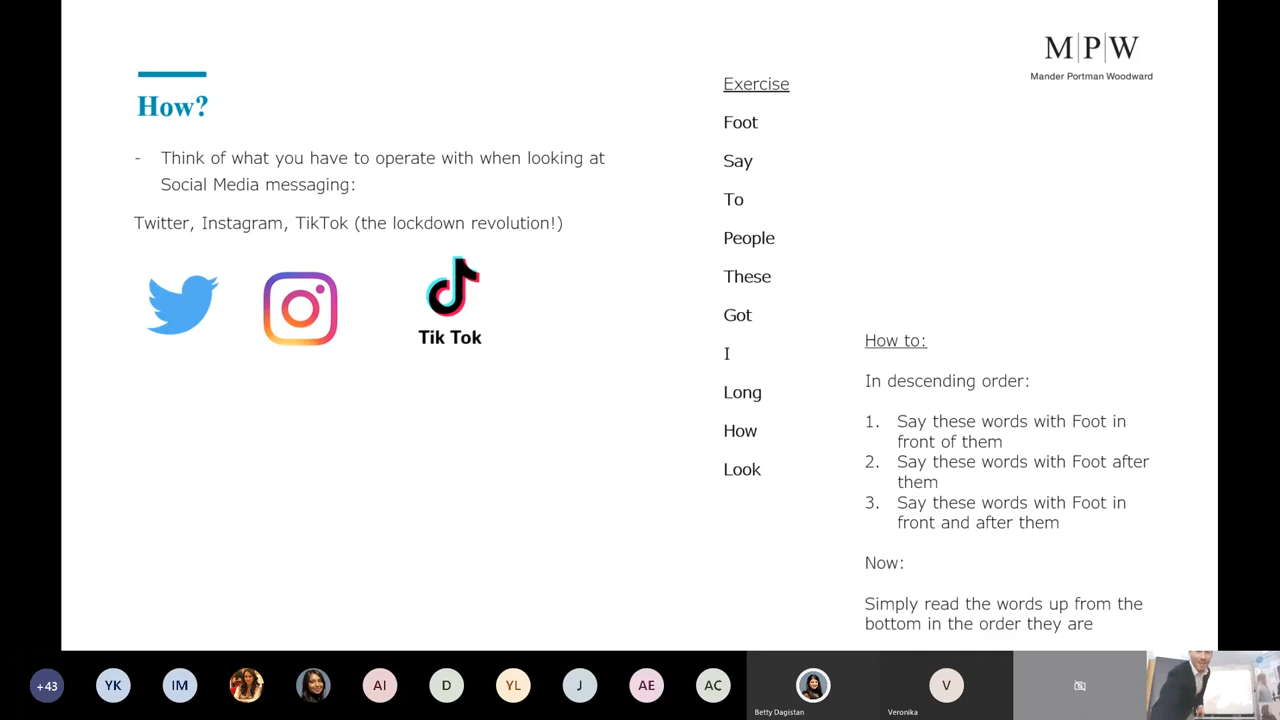 M|P|W
Mander Portman Woodward
How?
- Think of what you have to operate with when looking at
Social Media messaging:
Twitter, Instagram, TikTok (the lockdown revolution!)
Tik Tok
Exercise
Foot
Say
To
People
These
Got
I
Long
How
Look
How to:
In descending order:
1. Say these words with Foot in
front of them
2. Say these words with Foot after
them
3. Say these words with Foot in
front and after them
Now:
Simply read the words up from the
bottom in the order they are
+43
YK
IM
AI
D
YL
J
AE
AC
Betty Dagistan
V
Veronika